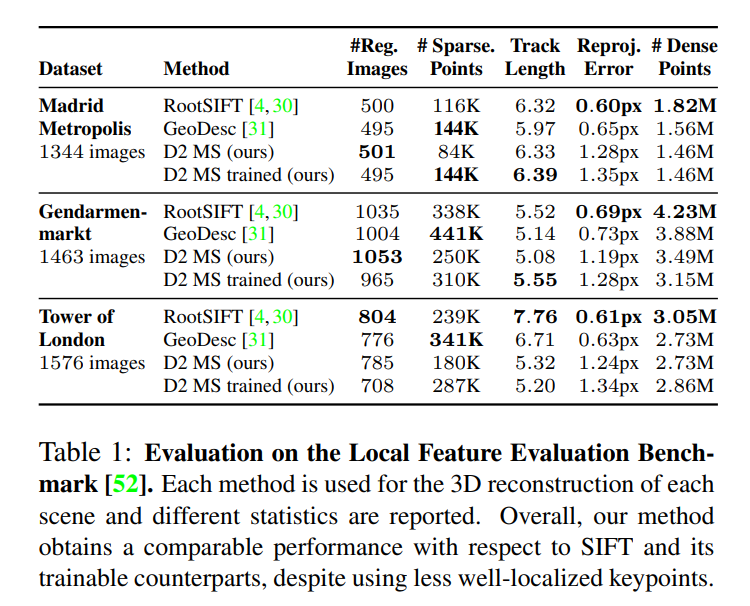 #Reg. # Sparse. Track Reproj. # Dense
Dataset Method Images Points Length Error Points
Madrid RootSIFT [4,30] 500 116K 6.32 0.60px 1.82M
Metropolis GeoDesc [31] 495 144K 5.97 0.65px 1.56M
1344 images D2 MS (ours) 501 84K 6.33 1.28px 1.46M
D2 MS trained (ours) 495 144K 6.39 1.35px 1.46M
Gendarmen- RootSIFT [4,30] 1035 338K 5.52 0.69px 4.23M
markt GeoDesc [31] 1004 441K 5.14 0.73px 3.88M
1463 images D2 MS (ours) 1053 250K 5.08 1.19px 3.49M
D2 MS trained (ours) 965 310K 5.55 1.28px 3.15M
Tower of RootSIFT [4,30] 804 239K 7.76 0.61px 3.05M
London GeoDesc [31] 776 341K 6.71 0.63px 2.73M
1576 images D2 MS (ours) 785 180K 5.32 1.24px 2.73M
D2 MS trained (ours) 708 287K 5.20 1.34px 2.86M
Table 1: Evaluation on the Local Feature Evaluation Bench-
mark [52]. Each method is used for the 3D reconstruction of each
scene and different statistics are reported. Overall, our method
obtains a comparable performance with respect to SIFT and its
trainable counterparts, despite using less well-localized keypoints.